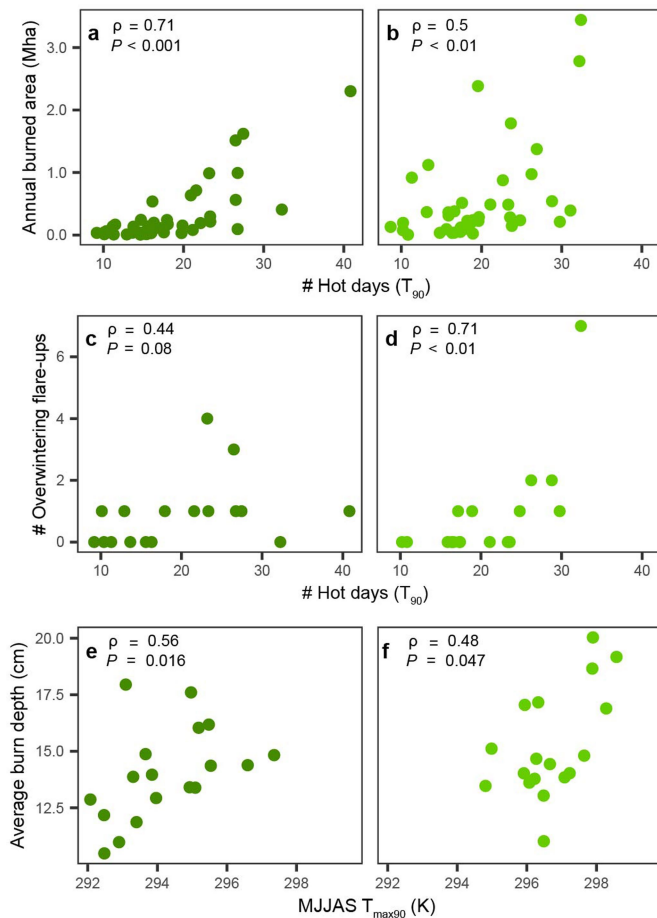 a
ρ = 0.71
P < 0.001
b
ρ = 0.5
P < 0.01
Annual burned area (Mha)
3.0
2.0
1.0
0.0
10 20 30 40
10 20 30 40
# Hot days (T90)
c
ρ = 0.44
P = 0.08
d
ρ = 0.71
P < 0.01
# Overwintering flare-ups
6
4
2
0
10 20 30 40
10 20 30 40
# Hot days (T90)
e
ρ = 0.56
P = 0.016
f
ρ = 0.48
P = 0.047
Average burn depth (cm)
20.0
17.5
15.0
12.5
292 294 296 298
292 294 296 298
MJJAS Tmax90 (K)